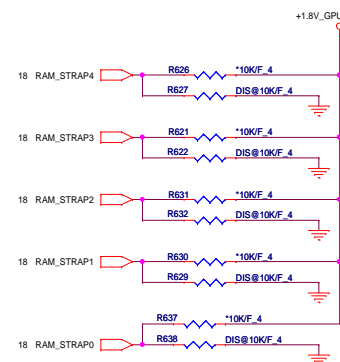 +1.8V_GPU
R626 *10K/F_4
18 RAM_STRAP4
R627 DIS@10K/F_4
R621 *10K/F_4
18 RAM_STRAP3
R622 DIS@10K/F_4
R631 *10K/F_4
18 RAM_STRAP2
R632 DIS@10K/F_4
R630 *10K/F_4
18 RAM_STRAP1
R629 DIS@10K/F_4
R637 *10K/F_4
R638 DIS@10K/F_4
18 RAM_STRAP0